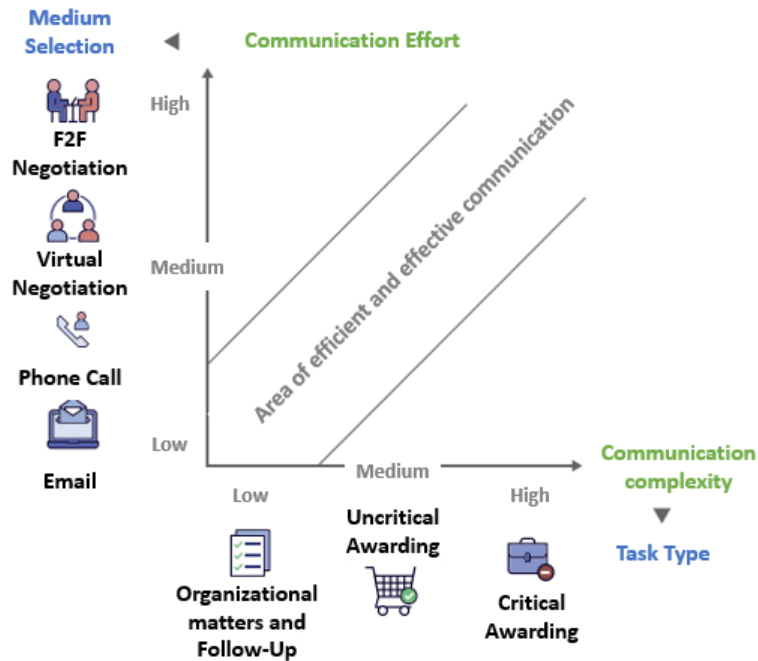 Medium
Selection
Communication Effort
High
F2F
Negotiation
Virtual
Negotiation
Medium
Phone Call
Low
Email
Area of efficient and effective communication
Low
Medium
High
Communication
complexity
Task Type
Organizational
matters and
Follow-Up
Uncritical
Awarding
Critical
Awarding